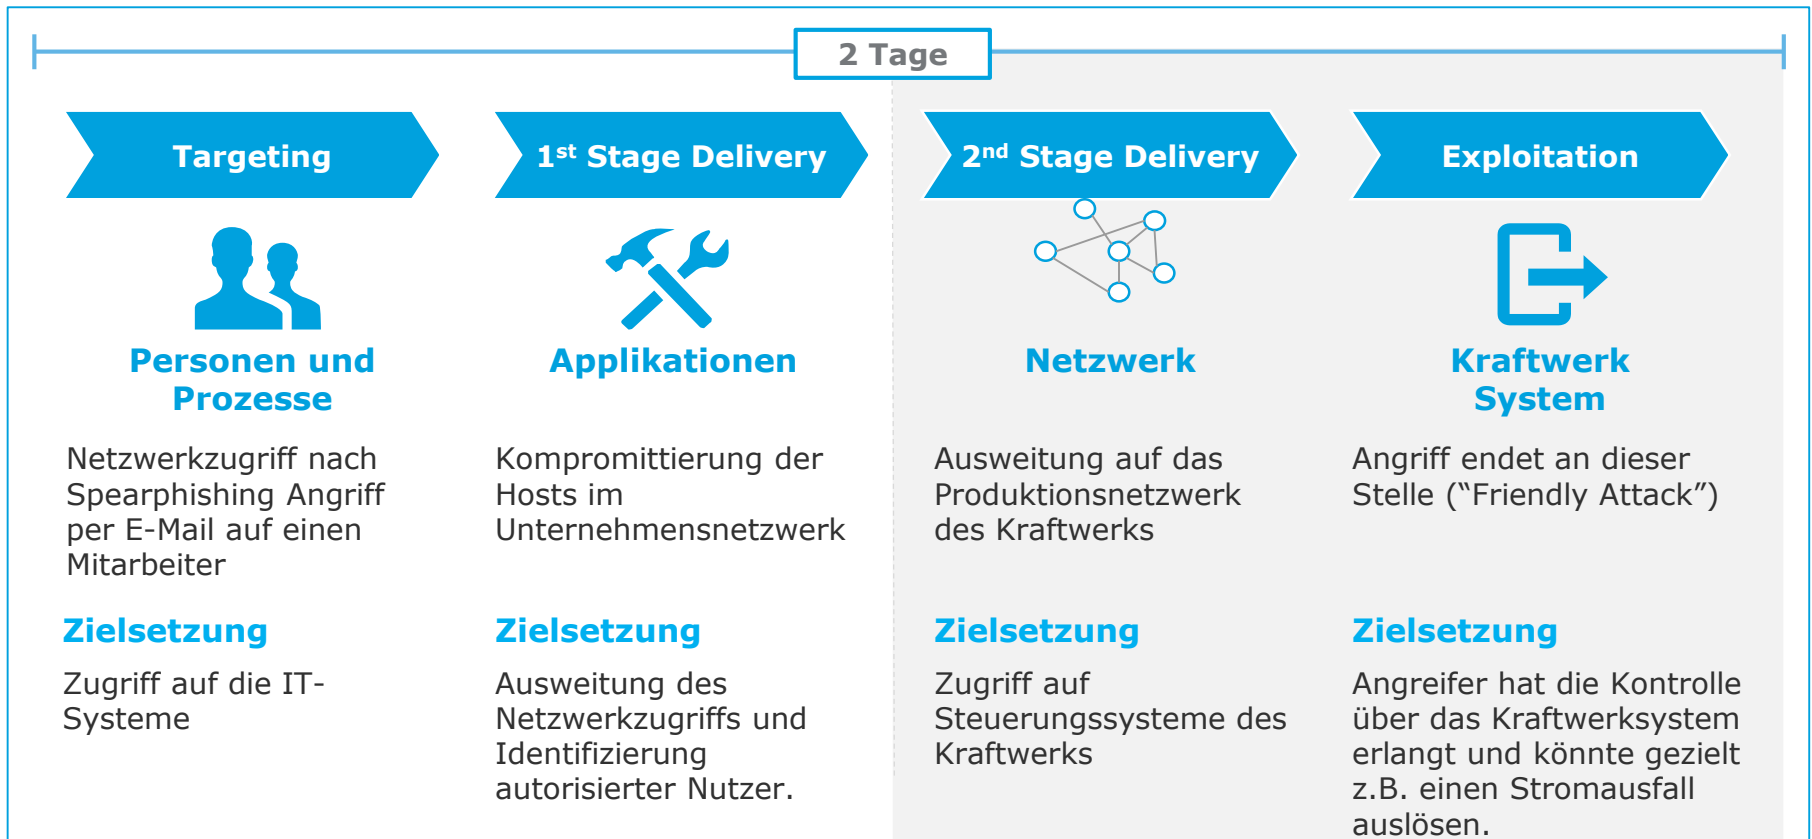 2 Tage
Targeting
1st Stage Delivery
2nd Stage Delivery
Exploitation
Personen und
Prozesse
Netzwerkzugriff nach
Spearphishing Angriff
per E-Mail auf einen
Mitarbeiter
Zielsetzung
Zugriff auf die IT-
Systeme
Applikationen
Kompromittierung der
Hosts im
Unternehmensnetzwerk
Zielsetzung
Ausweitung des
Netzwerkzugriffs und
Identifizierung
autorisierter Nutzer.
Netzwerk
Ausweitung auf das
Produktionsnetzwerk
des Kraftwerks
Zielsetzung
Zugriff auf
Steuerungssysteme des
Kraftwerks
Kraftwerk
System
Angriff endet an dieser
Stelle (“Friendly Attack”)
Zielsetzung
Angreifer hat die Kontrolle
über das Kraftwerksystem
erlangt und könnte gezielt
z.B. einen Stromausfall
auslösen.